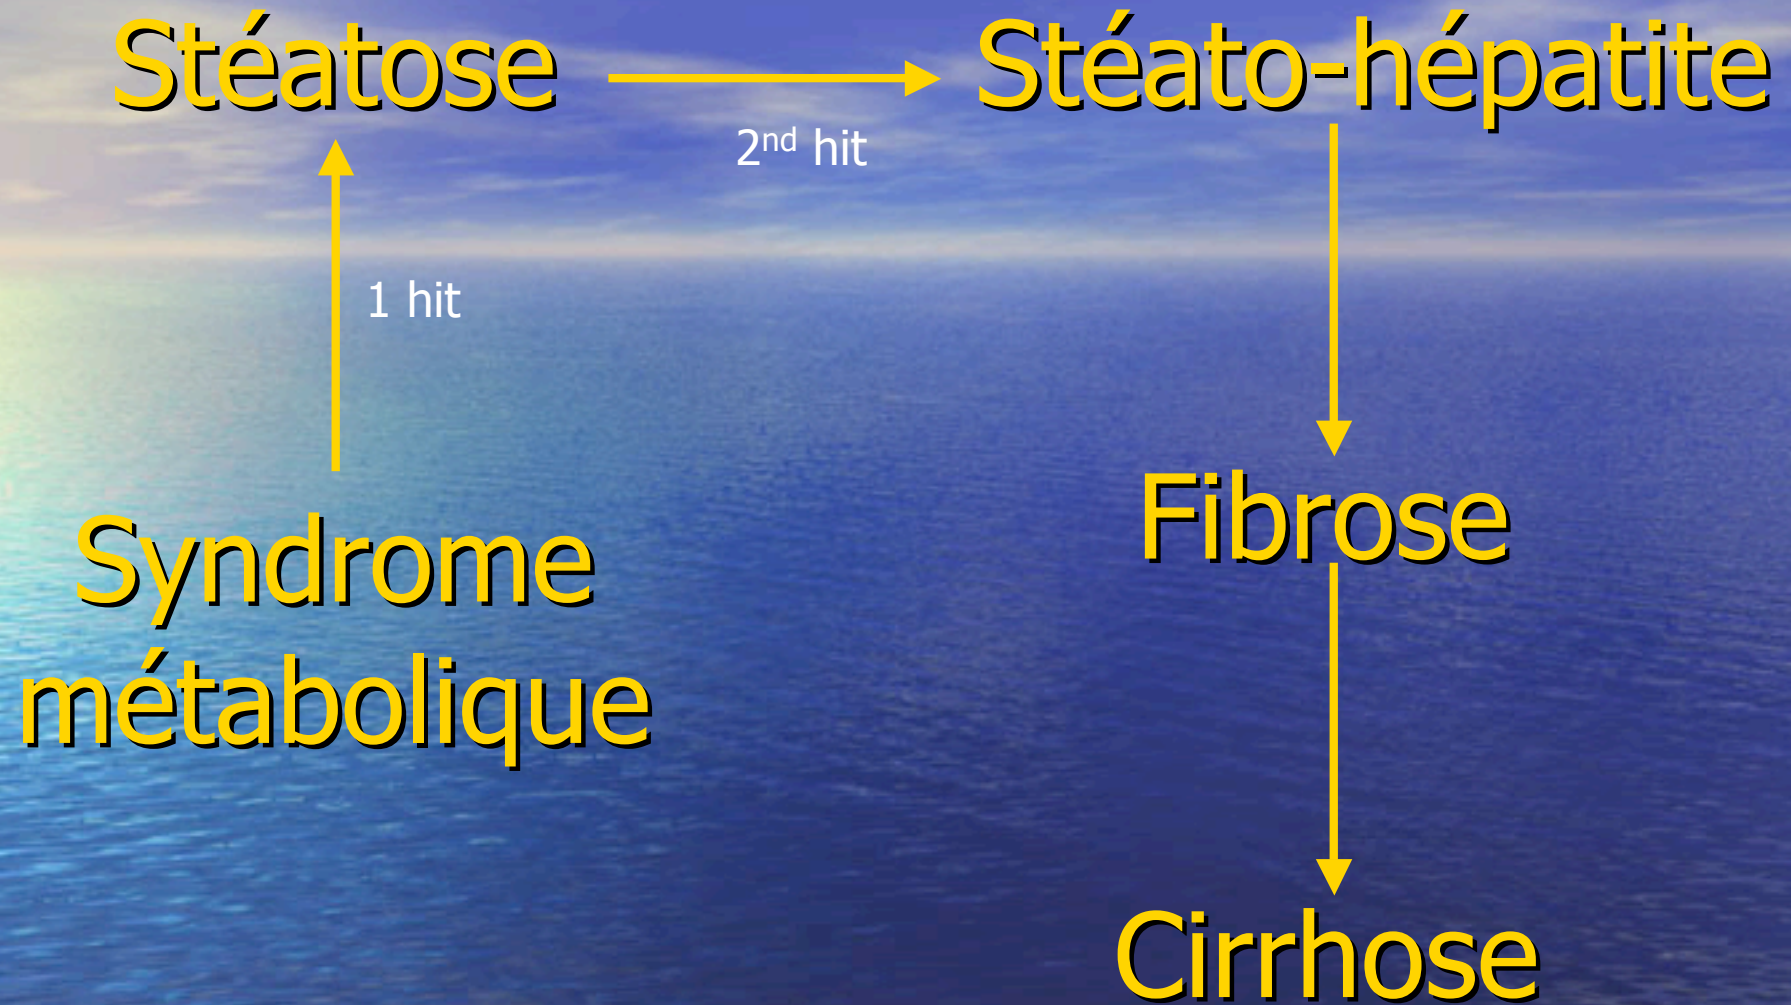 Stéatose
Stéato-hépatite
2nd hit
1 hit
Syndrome
métabolique
Fibrose
Cirrhose